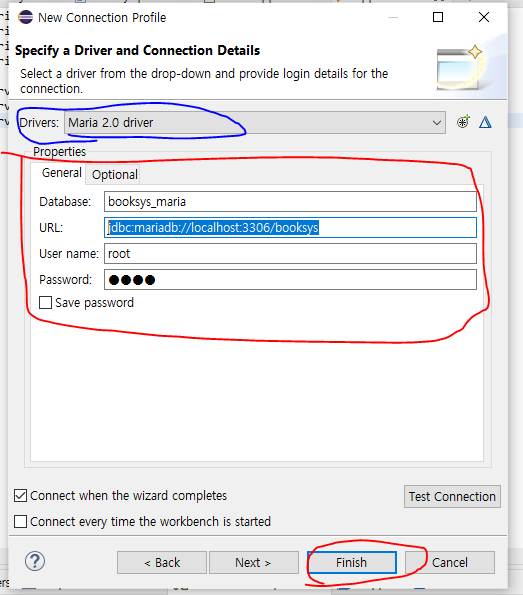 New Connection Profile
Specify a Driver and Connection Details
Select a driver from the drop-down and provide login details for the
connection.
Drivers: Maria 2.0 driver
Properties
General Optional
Database: booksys_maria
URL: jdbc:mariadb://localhost:3306/booksys
User name: root
Password: ●●●●
Save password
Connect when the wizard completes
Test Connection
Connect every time the workbench is started
? < Back Next > Finish Cancel